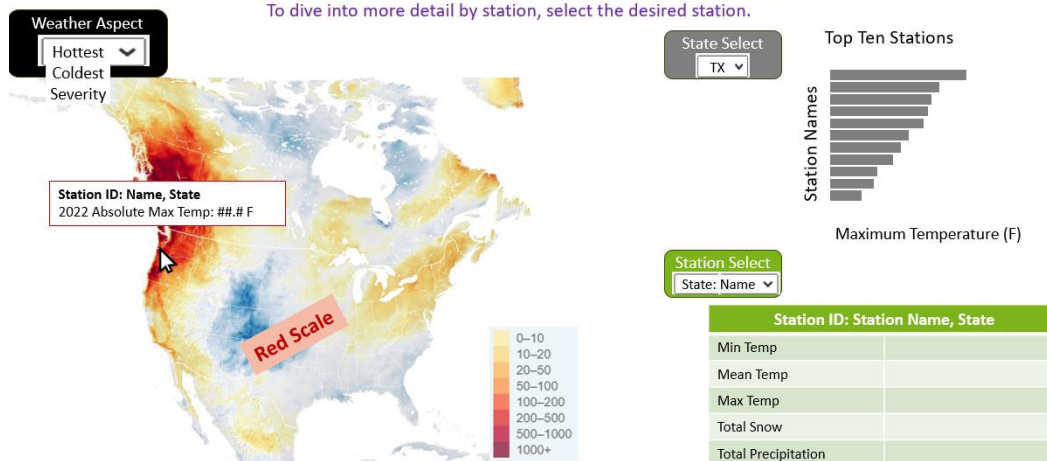 To dive into more detail by station, select the desired station.
Weather Aspect
Hottest
Coldest
Severity
Station ID: Name, State
2022 Absolute Max Temp: ##.# F
Red Scale
0–10
10–20
20–50
50–100
100–200
200–500
500–1000
1000+
State Select
TX
Top Ten Stations
Station Names
Maximum Temperature (F)
Station Select
State: Name
Station ID: Station Name, State
Min Temp
Mean Temp
Max Temp
Total Snow
Total Precipitation